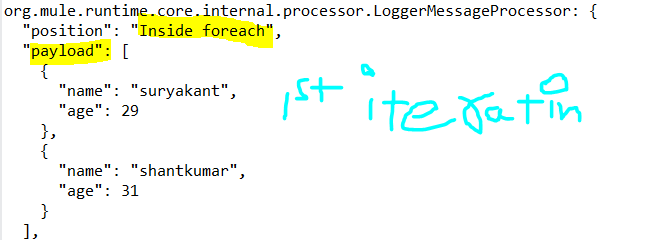 org.mule.runtime.core.internal.processor.LoggerMessageProcessor: {
  "position": "Inside foreach",
  "payload": [
    {
      "name": "suryakant",
      "age": 29
    },
    {
      "name": "shantkumar",
      "age": 31
    }
  ],
1st iteratin